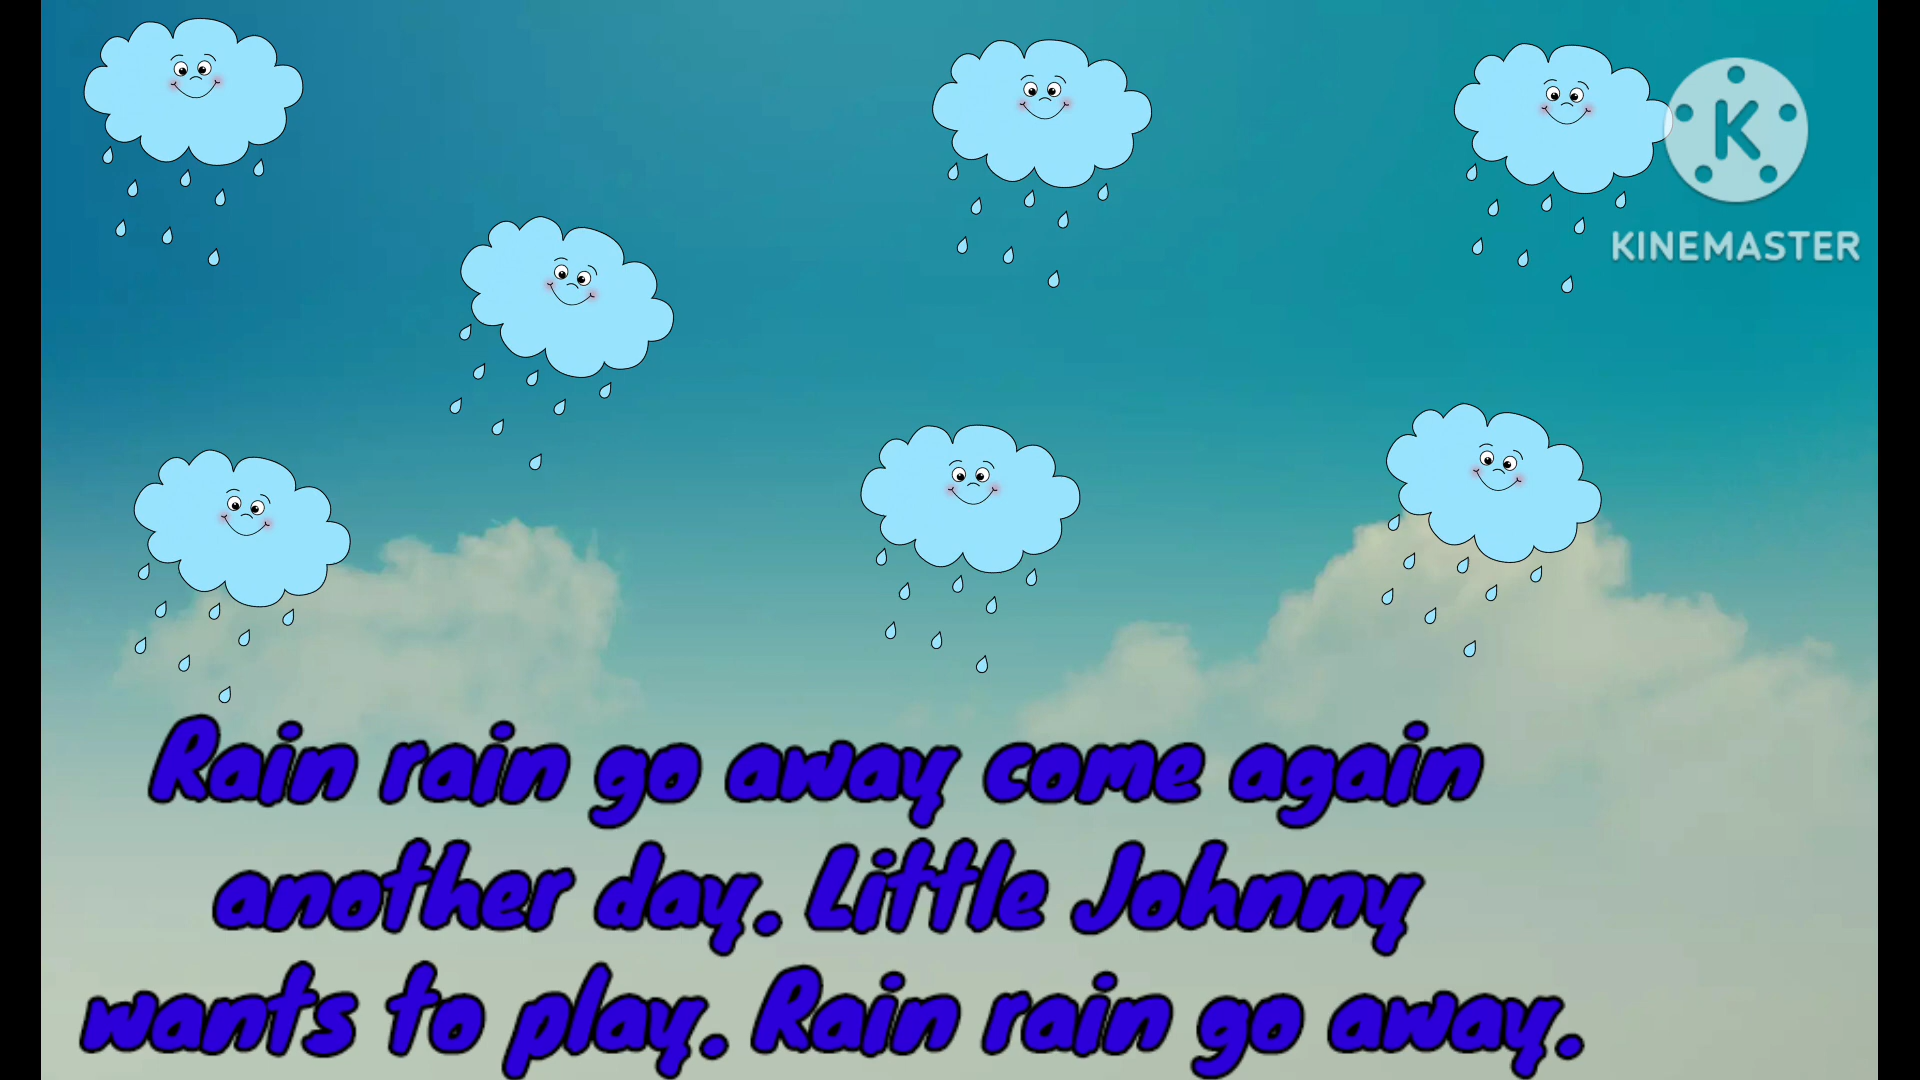 K
KINEMASTER
Rain rain go away come again
another day. Little Johnny
wants to play. Rain rain go away.